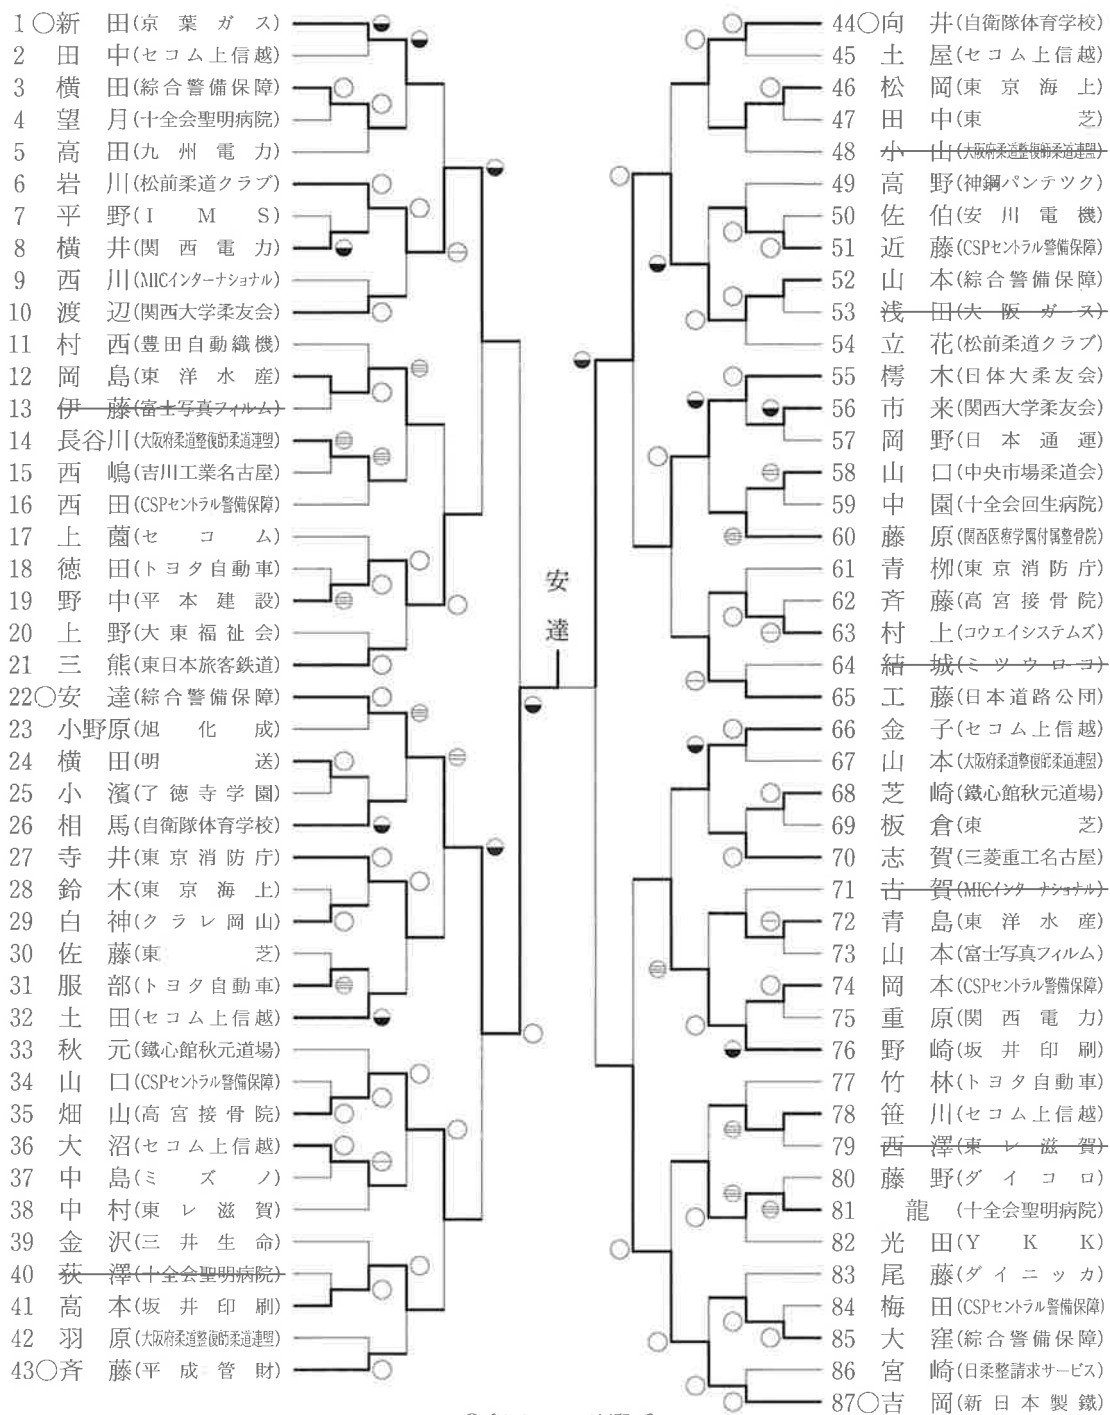 1 ○新田(京葉ガス)
2 田中(セコム上信越)
3 横田(綜合警備保障)
4 望月(十全会聖明病院)
5 高田(九州電力)
6 岩川(松前柔道クラブ)
7 平野(IMS)
8 横井(関西電力)
9 西川(MICインターナショナル)
10 渡辺(関西大学柔友会)
11 村西(豊田自動織機)
12 岡島(東洋水産)
13 伊藤(富士写真フィルム)
14 長谷川(大阪府柔道整復師柔道連盟)
15 西嶋(吉川工業名古屋)
16 西田(CSPセントラル警備保障)
17 上薗(セコム)
18 徳田(トヨタ自動車)
19 野中(平本建設)
20 上野(大東福祉会)
21 三熊(東日本旅客鉄道)
22○安達(綜合警備保障)
23 小野原(旭化成)
24 横田(明送)
25 小濱(了徳寺学園)
26 相馬(自衛隊体育学校)
27 寺井(東京消防庁)
28 鈴木(東京海上)
29 白神(クラレ岡山)
30 佐藤(東芝)
31 服部(トヨタ自動車)
32 土田(セコム上信越)
33 秋元(鐵心館秋元道場)
34 山口(CSPセントラル警備保障)
35 畑山(高宮接骨院)
36 大沼(セコム上信越)
37 中島(ミズノ)
38 中村(東レ滋賀)
39 金沢(三井生命)
40 荻澤(十全会聖明病院)
41 高本(坂井印刷)
42 羽原(大阪府柔道整復師柔道連盟)
43○斉藤(平成管財)
安達
44○向井(自衛隊体育学校)
45 土屋(セコム上信越)
46 松岡(東京海上)
47 田中(東芝)
48 小山(大阪府柔道整復師柔道連盟)
49 高野(神鋼パンテツク)
50 佐伯(安川電機)
51 近藤(CSPセントラル警備保障)
52 山本(綜合警備保障)
53 浅田(大阪ガス)
54 立花(松前柔道クラブ)
55 樗木(日体大柔友会)
56 市来(関西大学柔友会)
57 岡野(日本通運)
58 山口(中央市場柔道会)
59 中園(十全会回生病院)
60 藤原(関西医療学園付属整骨院)
61 青栁(東京消防庁)
62 斉藤(高宮接骨院)
63 村上(コウエイシステムズ)
64 結城(ミツウロコ)
65 工藤(日本道路公団)
66 金子(セコム上信越)
67 山本(大阪府柔道整復師柔道連盟)
68 芝崎(鐵心館秋元道場)
69 板倉(東芝)
70 志賀(三菱重工名古屋)
71 古賀(MICインターナショナル)
72 青島(東洋水産)
73 山本(富士写真フィルム)
74 岡本(CSPセントラル警備保障)
75 重原(関西電力)
76 野崎(坂井印刷)
77 竹林(トヨタ自動車)
78 笹川(セコム上信越)
79 西澤(東レ滋賀)
80 藤野(ダイコロ)
81 龍(十全会聖明病院)
82 光田(YKK)
83 尾藤(ダイニッカ)
84 梅田(CSPセントラル警備保障)
85 大窪(綜合警備保障)
86 宮崎(日柔整請求サービス)
87○吉岡(新日本製鐵)